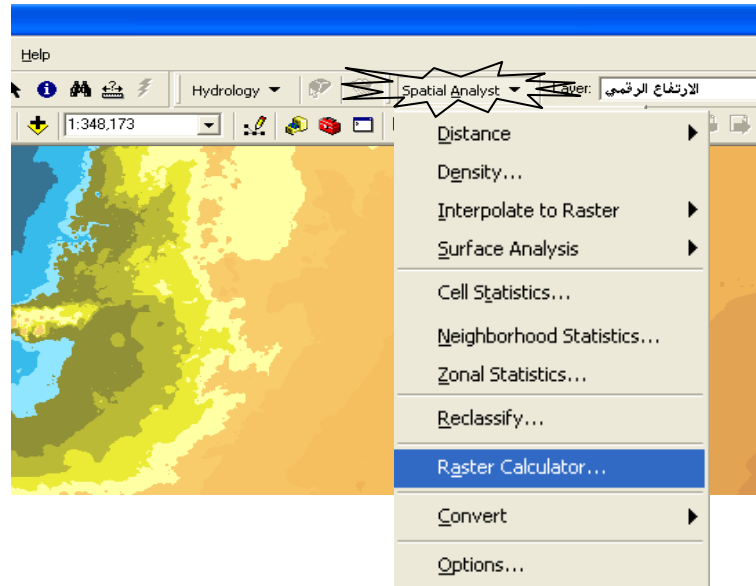 Help
Hydrology
Spatial Analyst
Layer: الارتفاع الرقمي
1:348,173
Distance
Density...
Interpolate to Raster
Surface Analysis
Cell Statistics...
Neighborhood Statistics...
Zonal Statistics...
Reclassify...
Raster Calculator...
Convert
Options...